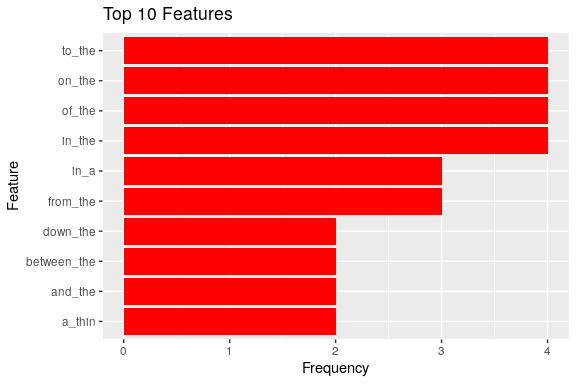 Top 10 Features
to_the
on_the
of_the
in_the
in_a
from_the
down_the
between_the
and_the
a_thin
Feature
0 1 2 3 4
Frequency